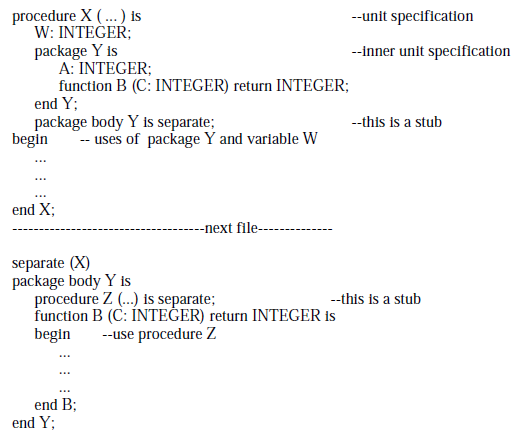 procedure X ( ... ) is --unit specification
W: INTEGER;
package Y is --inner unit specification
A: INTEGER;
function B (C: INTEGER) return INTEGER;
end Y;
package body Y is separate; --this is a stub
begin -- uses of package Y and variable W
...
...
...
end X;
------------------------------------next file--------------
separate (X)
package body Y is
procedure Z (...) is separate; --this is a stub
function B (C: INTEGER) return INTEGER is
begin --use procedure Z
...
...
...
end B;
end Y;